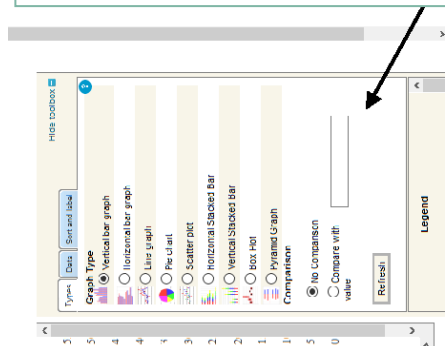 Hide toolbox
Types Data Sort and label
Graph Type
Vertical bar graph
Horizontal bar graph
Line graph
Pie chart
Scatter plot
Horizontal Stacked Bar
Vertical Stacked Bar
Box Plot
Pyramid Graph
Comparison
No Comparison
Compare with
value
Refresh
Legend